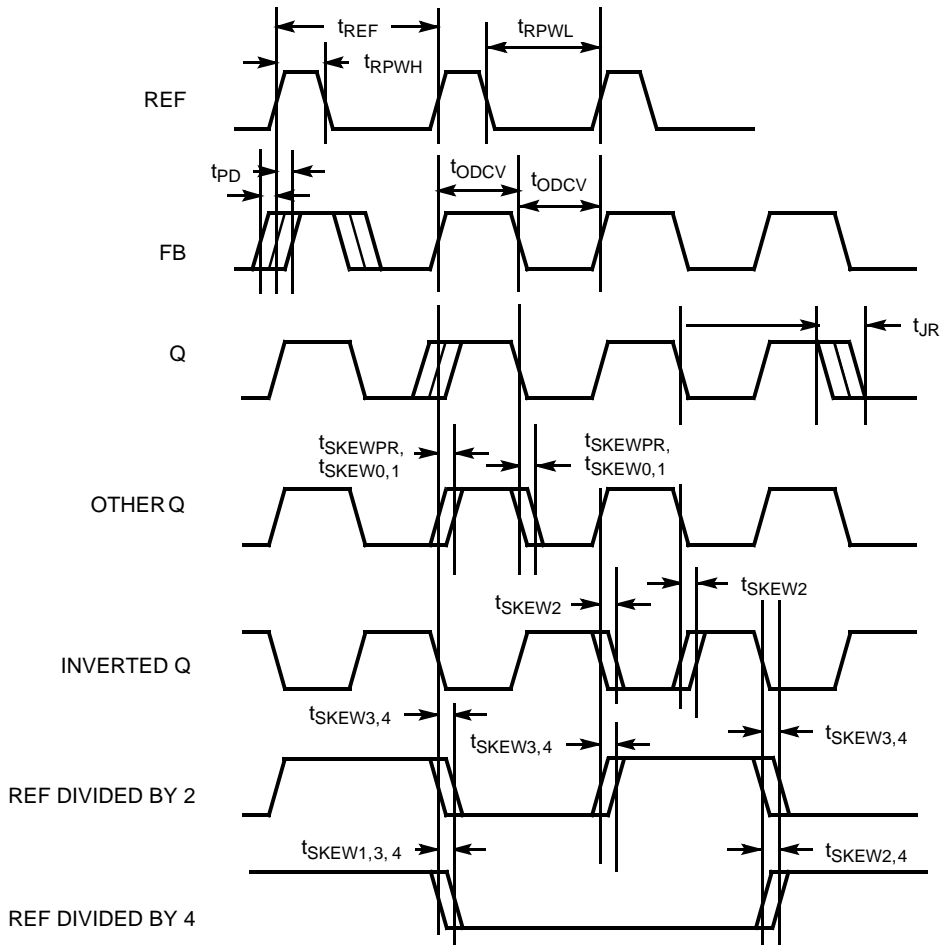 tREF
tRPWL
tRPWH
REF
tPD
tODCV
tODCV
FB
Q
tJR
tSKEWPR,
tSKEW0,1
tSKEWPR,
tSKEW0,1
OTHER Q
tSKEW2
tSKEW2
INVERTED Q
tSKEW3,4
tSKEW3,4
tSKEW3,4
REF DIVIDED BY 2
tSKEW1,3, 4
tSKEW2,4
REF DIVIDED BY 4